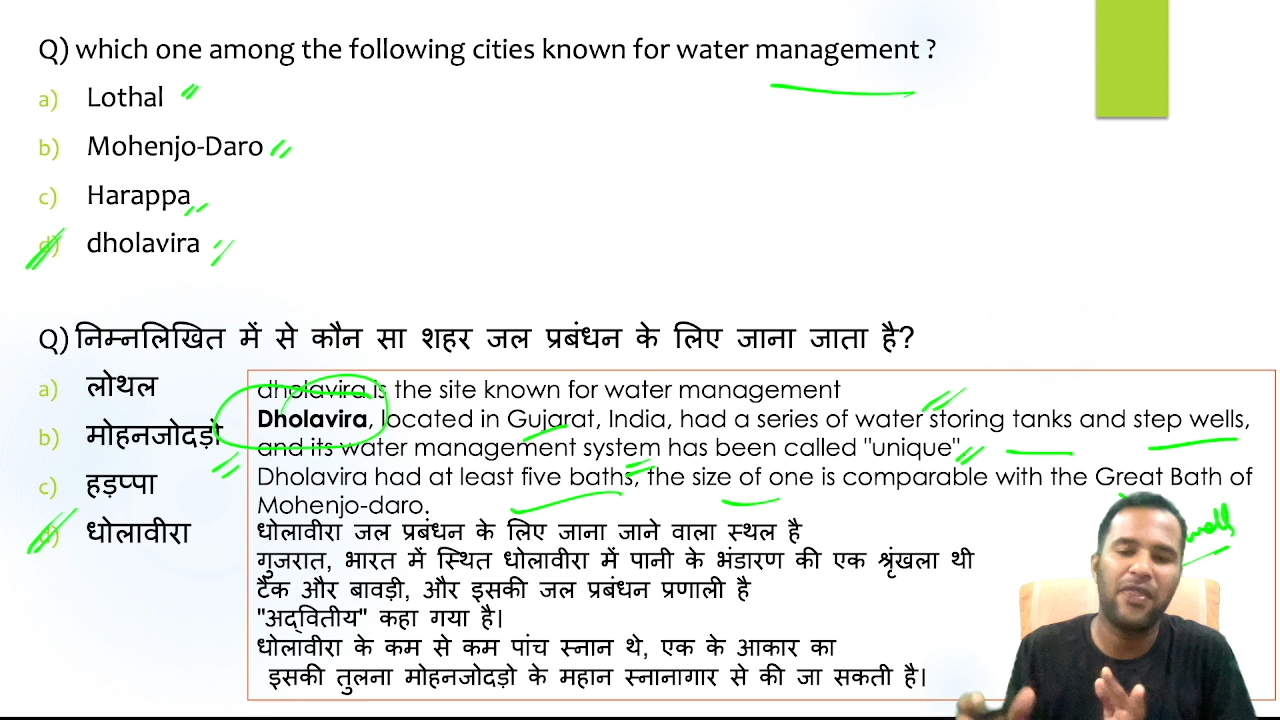 Q) which one among the following cities known for water management ?
a) Lothal
b) Mohenjo-Daro
c) Harappa
d) dholavira
Q) निम्नलिखित में से कौन सा शहर जल प्रबंधन के लिए जाना जाता है?
a) लोथल
b) मोहनजोदड़ो
c) हड़प्पा
धोलावीरा
dholavira is the site known for water management
Dholavira, located in Gujarat, India, had a series of water storing tanks and step wells,
and its water management system has been called "unique"
Dholavira had at least five baths, the size of one is comparable with the Great Bath of
Mohenjo-daro.
धोलावीरा जल प्रबंधन के लिए जाना जाने वाला स्थल है
गुजरात, भारत में स्थित धोलावीरा में पानी के भंडारण की एक श्रृंखला थी
टैंक और बावड़ी, और इसकी जल प्रबंधन प्रणाली है
"अद्वितीय" कहा गया है।
धोलावीरा के कम से कम पांच स्नान थे, एक के आकार का
इसकी तुलना मोहनजोदड़ो के महान स्नानागार से की जा सकती है।